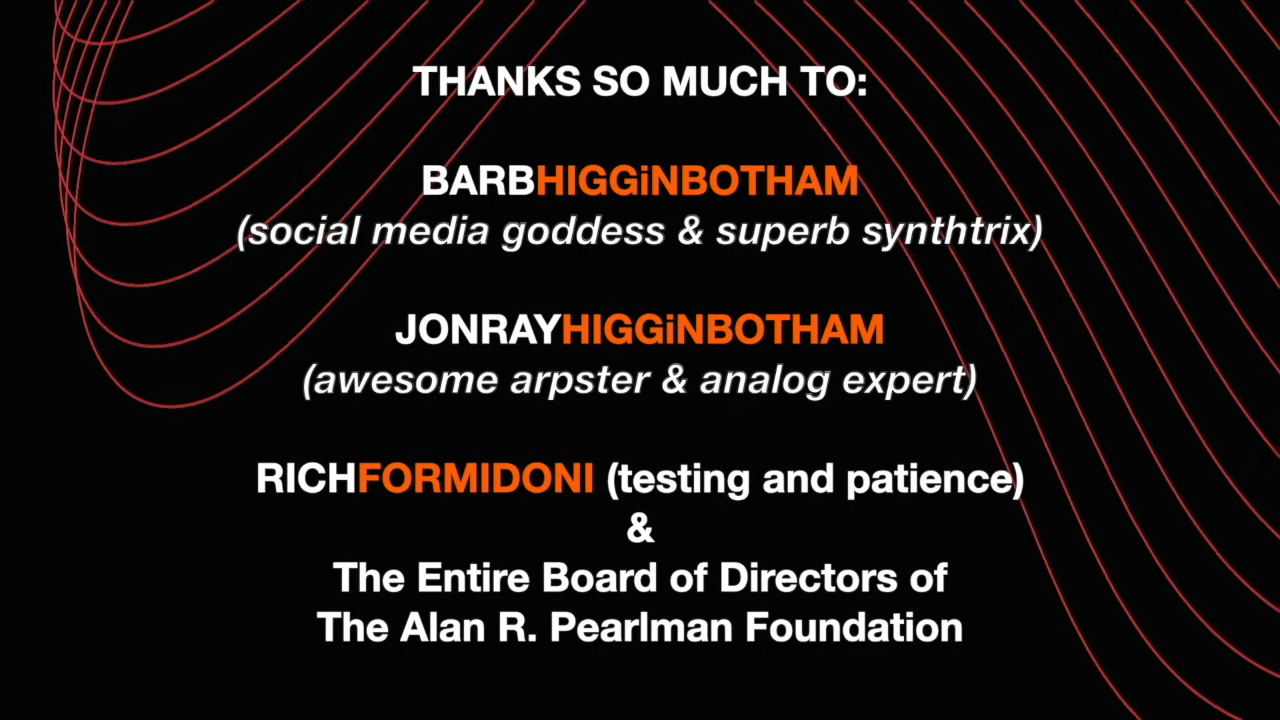 THANKS SO MUCH TO:
BARBHIGGiNBOTHAM
(social media goddess & superb synthtrix)
JONRAYHIGGiNBOTHAM
(awesome arpster & analog expert)
RICHFORMIDONI (testing and patience)
&
The Entire Board of Directors of
The Alan R. Pearlman Foundation